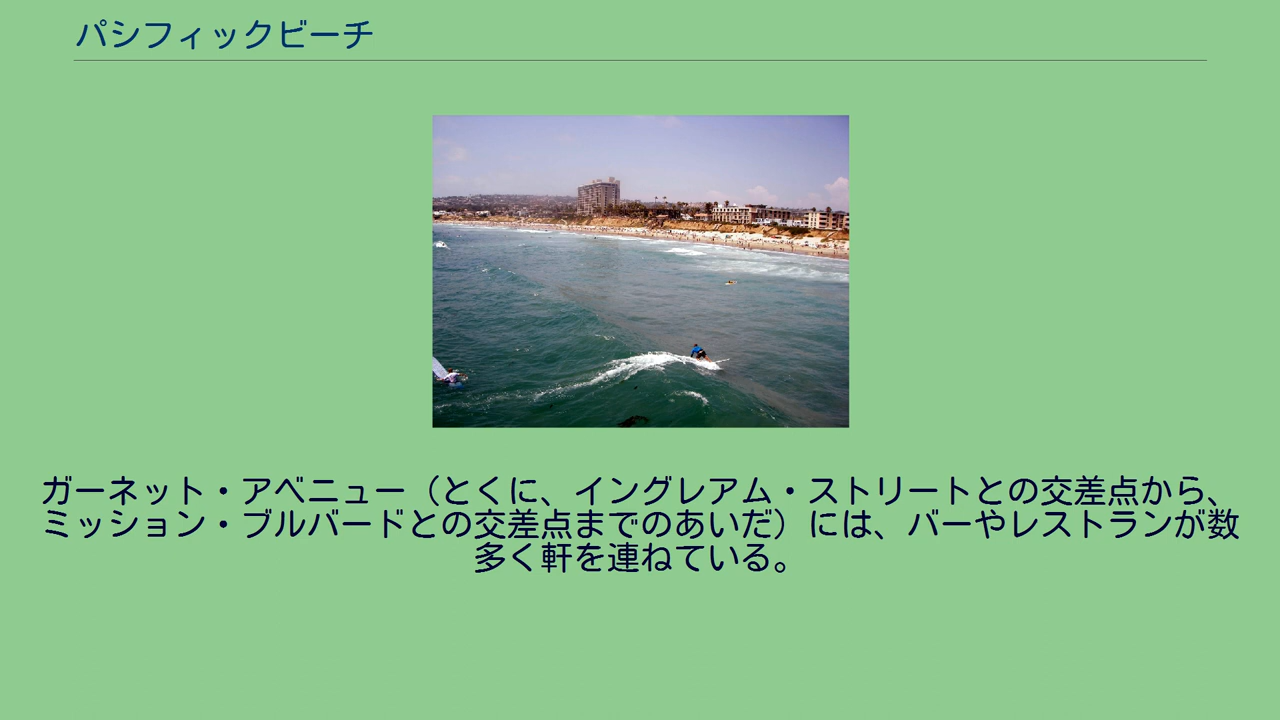 パシフィックビーチ
ガーネット・アベニュー（とくに、イングレアム・ストリートとの交差点から、
ミッション・ブルバードとの交差点までのあいだ）には、バーやレストランが数
多く軒を連ねている。